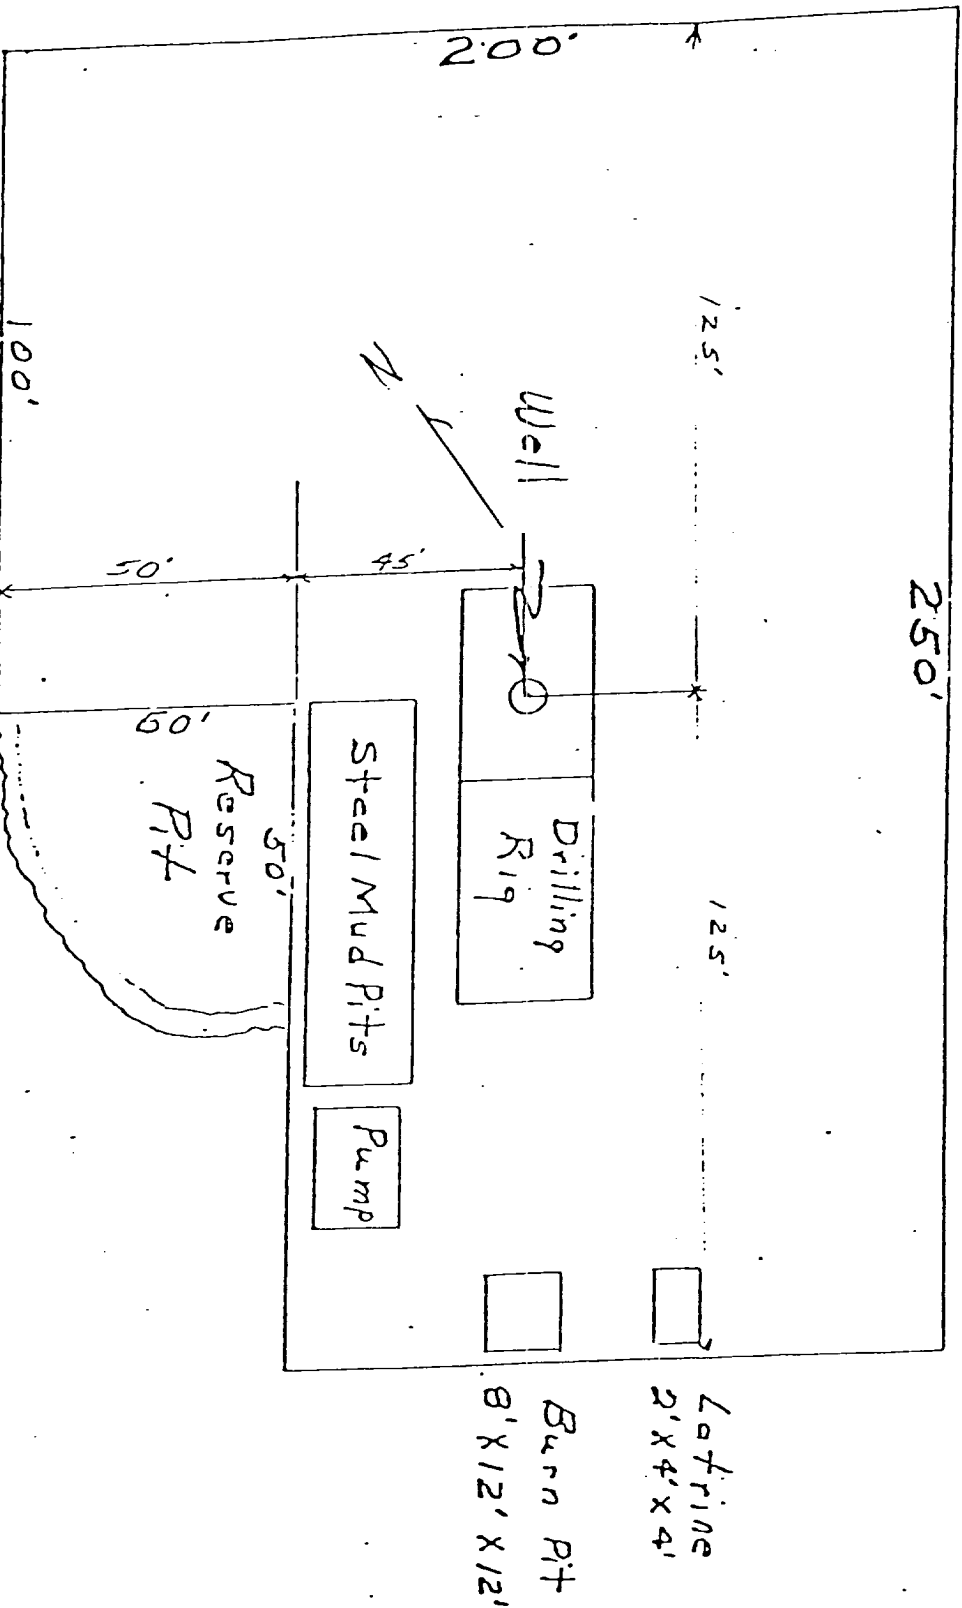 200'
250'
125'
125'
Well
N
100'
50'
45'
60'
50'
Reserve
Pit
Steel Mud Pits
Drilling
Rig
Pump
Latrine
2'X4'X4'
Burn Pit
8'X12'X12'